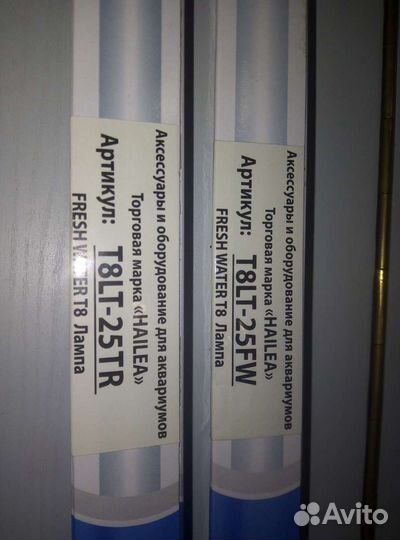 Аксессуары и оборудование для аквариумов
Торговая марка «HAILEA»
Артикул: T8LT-25TR
FRESH WATER T8 Лампа
Аксессуары и оборудование для аквариумов
Торговая марка «HAILEA»
Артикул: T8LT-25FW
FRESH WATER T8 Лампа
Avito